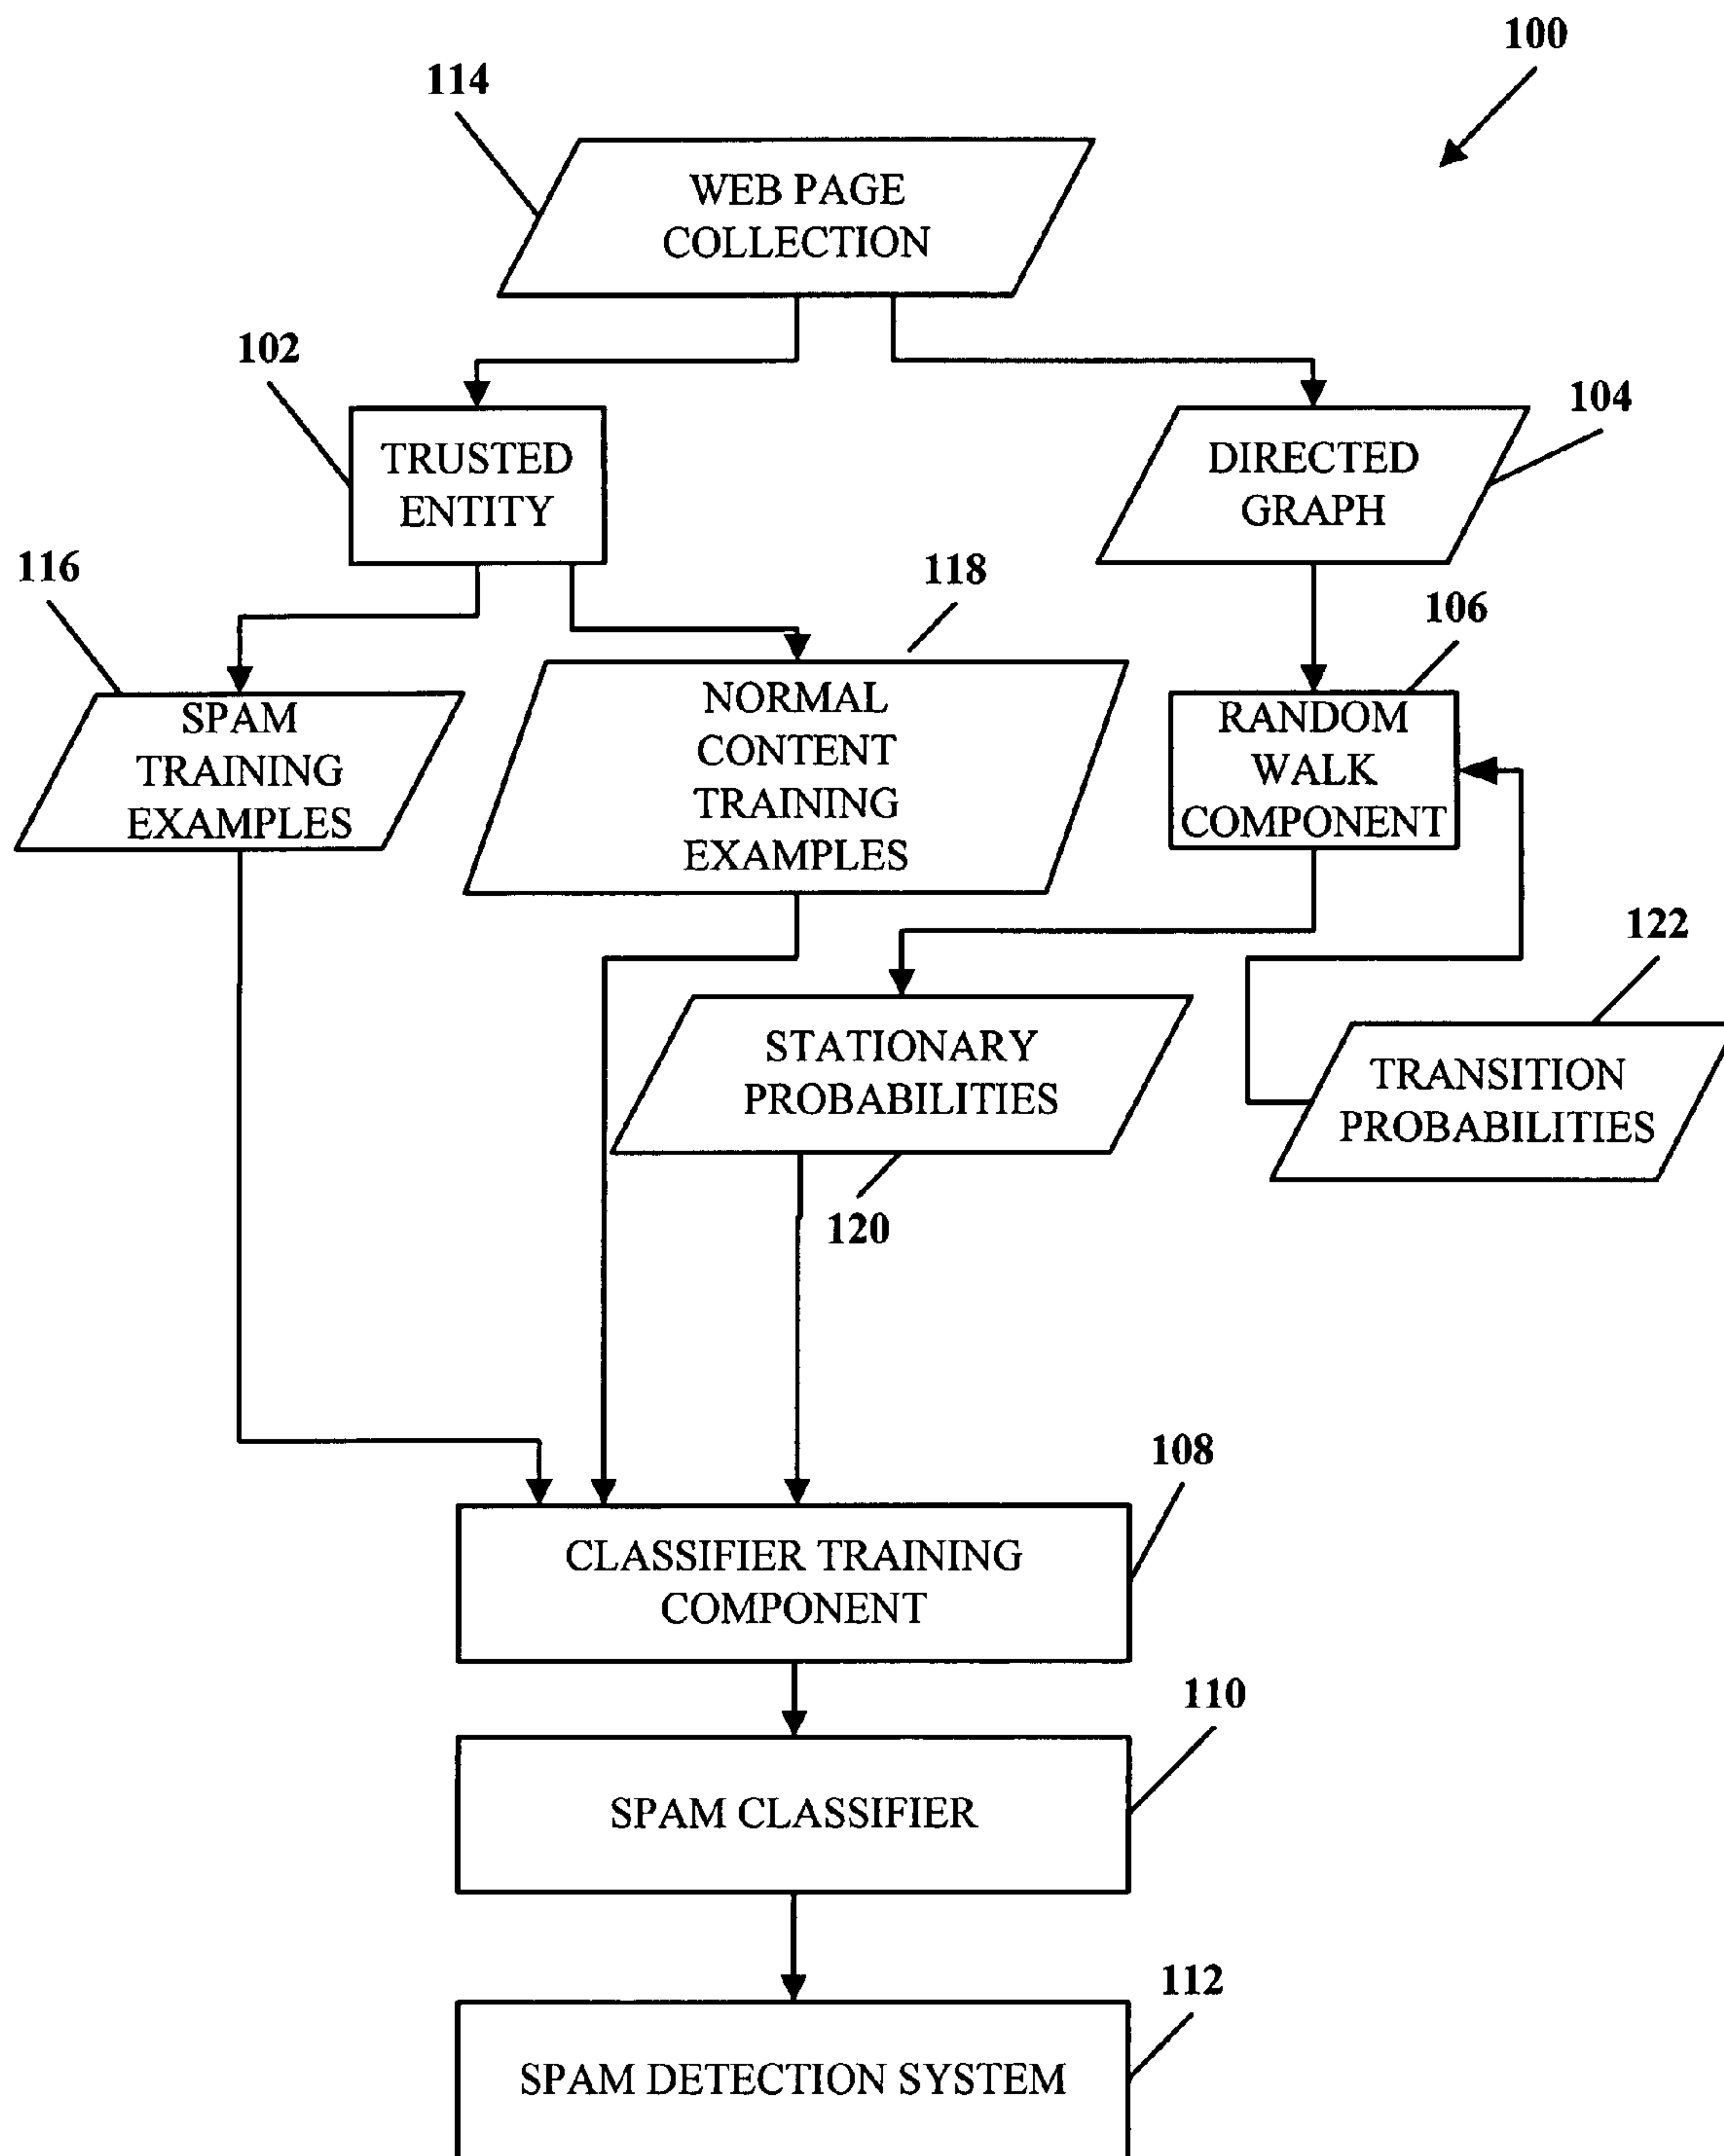 100
114
WEB PAGE
COLLECTION
102
104
TRUSTED
ENTITY
DIRECTED
GRAPH
116
118
106
SPAM
TRAINING
EXAMPLES
NORMAL
CONTENT
TRAINING
EXAMPLES
RANDOM
WALK
COMPONENT
122
STATIONARY
PROBABILITIES
TRANSITION
PROBABILITIES
120
108
CLASSIFIER TRAINING
COMPONENT
110
SPAM CLASSIFIER
112
SPAM DETECTION SYSTEM